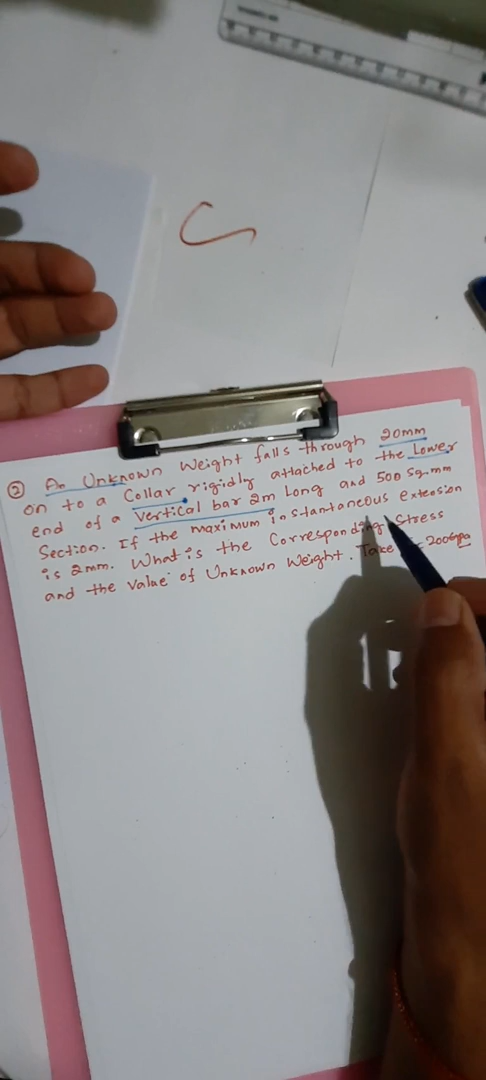 ② An Unknown Weight falls through 20mm
on to a Collar rigidly attached to the Lower
end of a Vertical bar 2m Long and 500 Sq.mm
Section. If the maximum instantaneous extension
is 2mm. What is the Corresponding Stress
and the value of Unknown Weight. Take = 200Gpa